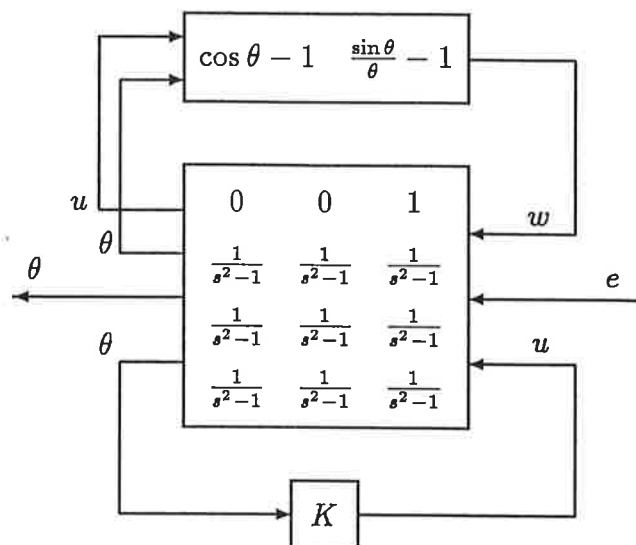 cos θ − 1 sin θ/θ − 1
u 0 0 1 w
θ 1/(s²−1) 1/(s²−1) 1/(s²−1)
θ e
1/(s²−1) 1/(s²−1) 1/(s²−1)
θ u
1/(s²−1) 1/(s²−1) 1/(s²−1)
K